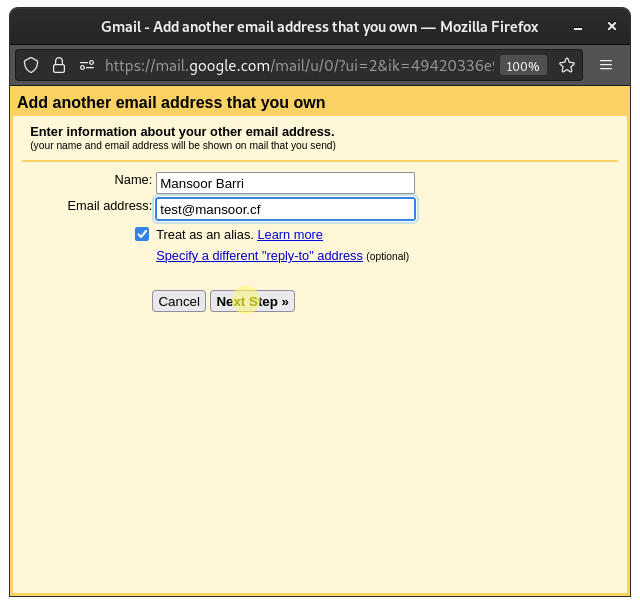 Gmail - Add another email address that you own — Mozilla Firefox
https://mail.google.com/mail/u/0/?ui=2&ik=49420336e 100%
Add another email address that you own
Enter information about your other email address.
(your name and email address will be shown on mail that you send)
Name: Mansoor Barri
Email address: test@mansoor.cf
Treat as an alias. Learn more
Specify a different "reply-to" address (optional)
Cancel Next Step »